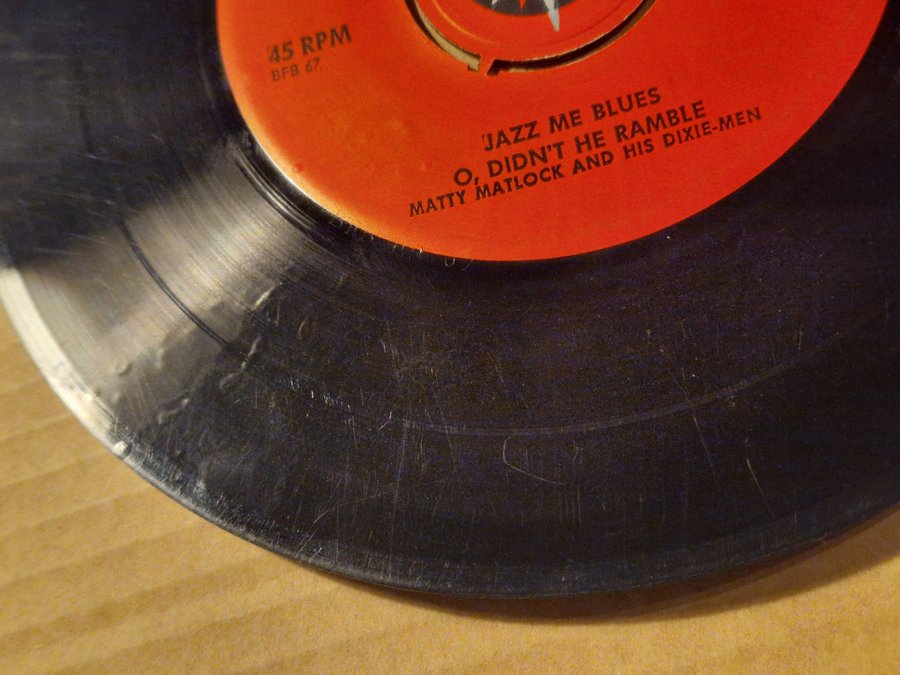 45 RPM
BFB 67
JAZZ ME BLUES
O, DIDN'T HE RAMBLE
MATTY MATLOCK AND HIS DIXIE-MEN